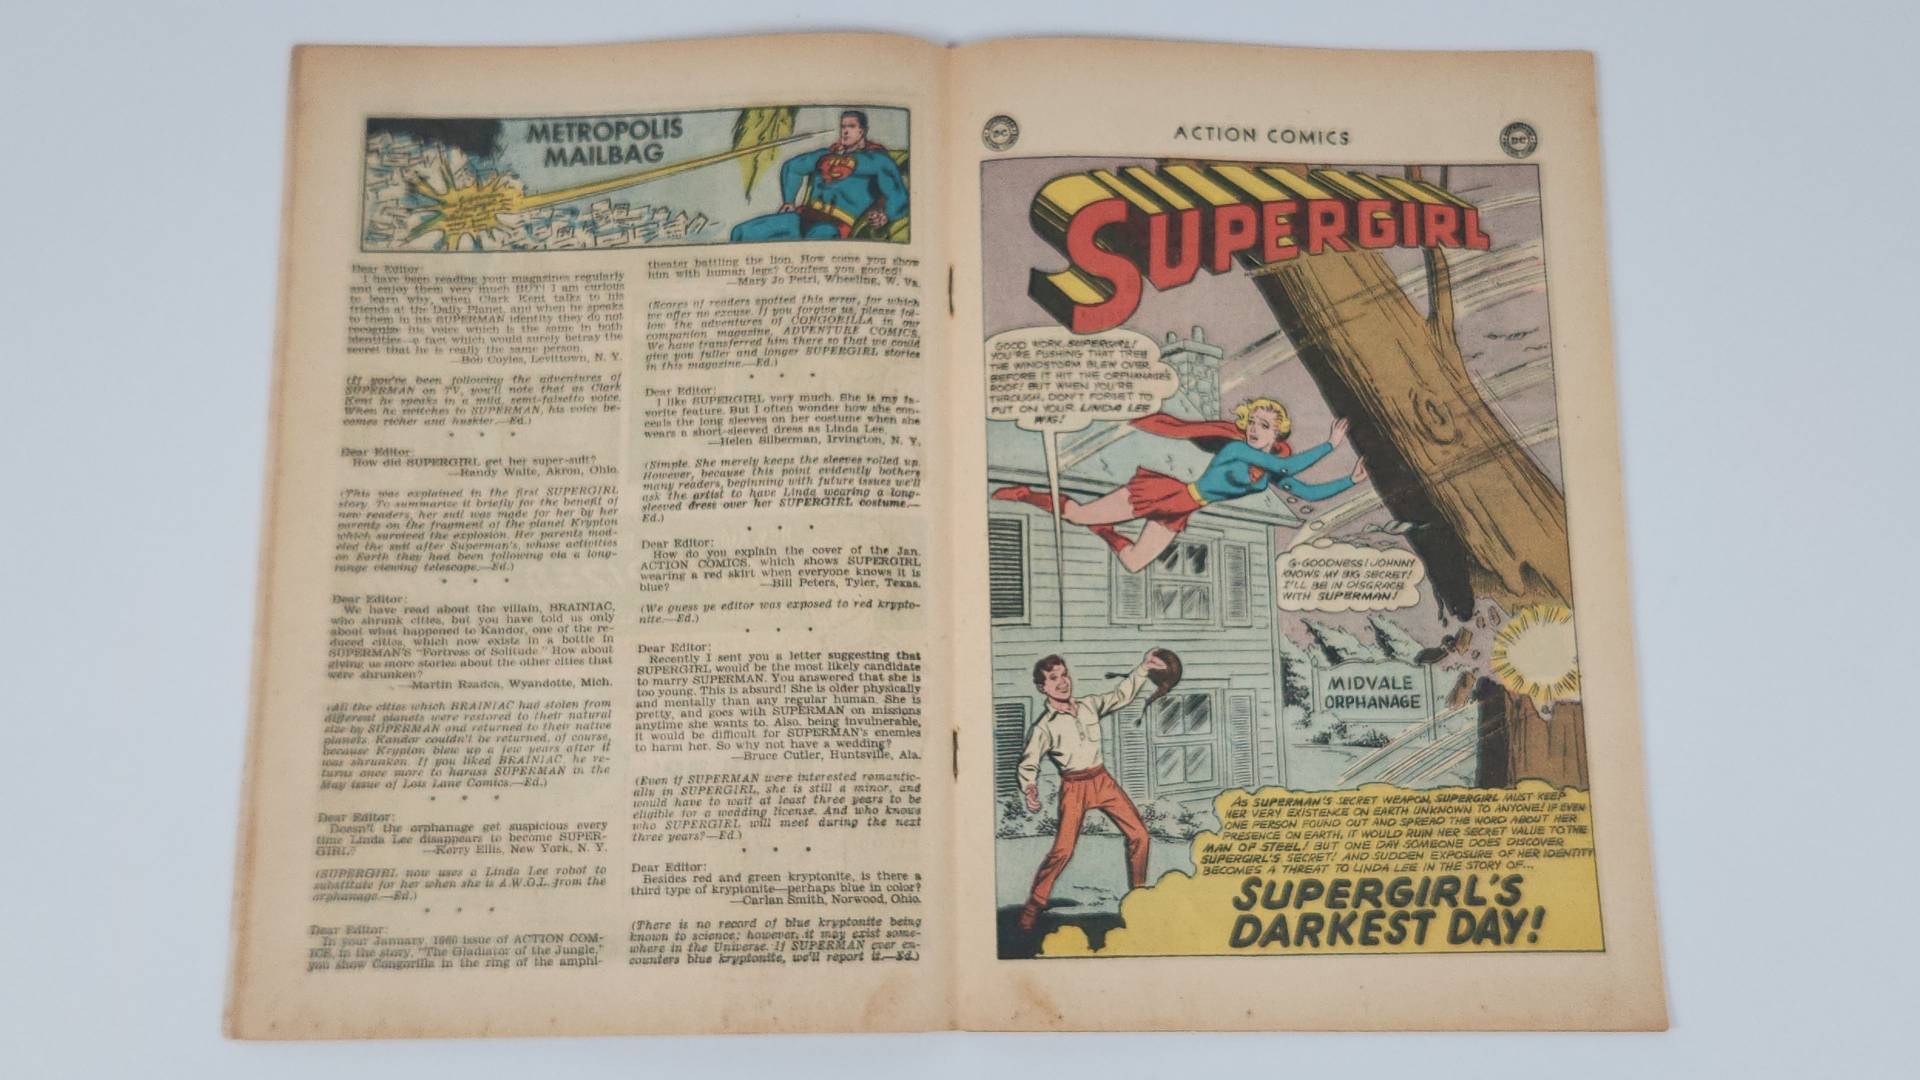 METROPOLIS
MAILBAG
Dear Editor:
I have been reading your magazines regularly
and enjoy them very much BUT! I am curious
to learn why, when Clark Kent talks to his
friends at the Daily Planet, and when he speaks
to them in his SUPERMAN identity they do not
recognize his voice which is the same in both
identities—a fact which would surely betray the
secret that he is really the same person.
—Bob Coyles, Levittown, N. Y.
(If you've been following the adventures of
SUPERMAN on TV, you'll note that as Clark
Kent he speaks in a mild, semi-falsetto voice.
When he switches to SUPERMAN, his voice be-
comes richer and huskier.—Ed.)
* * *
Dear Editor:
How did SUPERGIRL get her super-suit?
—Randy Waite, Akron, Ohio.
(This was explained in the first SUPERGIRL
story. To summarize it briefly for the benefit of
new readers, her suit was made for her by her
parents on the fragment of the planet Krypton
which survived the explosion. Her parents mod-
eled the suit after Superman's, whose activities
on Earth they had been following via a long-
range viewing telescope.—Ed.)
* * *
Dear Editor:
We have read about the villain, BRAINIAC,
who shrunk cities, but you have told us only
about what happened to Kandor, one of the re-
duced cities, which now exists in a bottle in
SUPERMAN'S "Fortress of Solitude." How about
giving us more stories about the other cities that
were shrunken?
—Martin Rzadca, Wyandotte, Mich.
(All the cities which BRAINIAC had stolen from
different planets were restored to their natural
size by SUPERMAN and returned to their native
planets. Kandor couldn't be returned, of course,
because Krypton blew up a few years after it
was shrunken. If you liked BRAINIAC, he re-
turns once more to harass SUPERMAN in the
May issue of Lois Lane Comics.—Ed.)
* * *
Dear Editor:
Doesn't the orphanage get suspicious every
time Linda Lee disappears to become SUPER-
GIRL? —Kerry Ellis, New York, N. Y.
(SUPERGIRL now uses a Linda Lee robot to
substitute for her when she is A.W.O.L. from the
orphanage.—Ed.)
* * *
Dear Editor:
In your January, 1960 issue of ACTION COM-
ICS, in the story, "The Gladiator of the Jungle,"
you show Congorilla in the ring of the amphi-
theater battling the lion. How come you show
him with human legs? Confess you goofed!
—Mary Jo Petri, Wheeling, W. Va.
(Scores of readers spotted this error, for which
we offer no excuse. If you forgive us, please fol-
low the adventures of CONGORILLA in our
companion magazine, ADVENTURE COMICS.
We have transferred him there so that we could
give you fuller and longer SUPERGIRL stories
in this magazine.—Ed.)
* * *
Dear Editor:
I like SUPERGIRL very much. She is my fa-
vorite feature. But I often wonder how she con-
ceals the long sleeves on her costume when she
wears a short-sleeved dress as Linda Lee.
—Helen Silberman, Irvington, N. Y.
(Simple. She merely keeps the sleeves rolled up.
However, because this point evidently bothers
many readers, beginning with future issues we'll
ask the artist to have Linda wearing a long-
sleeved dress over her SUPERGIRL costume.—
Ed.)
* * *
Dear Editor:
How do you explain the cover of the Jan.
ACTION COMICS, which shows SUPERGIRL
wearing a red skirt when everyone knows it is
blue? —Bill Peters, Tyler, Texas.
(We guess ye editor was exposed to red krypto-
nite.—Ed.)
* * *
Dear Editor:
Recently I sent you a letter suggesting that
SUPERGIRL would be the most likely candidate
to marry SUPERMAN. You answered that she is
too young. This is absurd! She is older physically
and mentally than any regular human. She is
pretty, and goes with SUPERMAN on missions
anytime she wants to. Also, being invulnerable,
it would be difficult for SUPERMAN'S enemies
to harm her. So why not have a wedding?
—Bruce Cutler, Huntsville, Ala.
(Even if SUPERMAN were interested romantic-
ally in SUPERGIRL, she is still a minor, and
would have to wait at least three years to be
eligible for a wedding license. And who knows
who SUPERGIRL will meet during the next
three years?—Ed.)
* * *
Dear Editor:
Besides red and green kryptonite, is there a
third type of kryptonite—perhaps blue in color?
—Carlan Smith, Norwood, Ohio.
(There is no record of blue kryptonite being
known to science; however, it may exist some-
where in the Universe. If SUPERMAN ever en-
counters blue kryptonite, we'll report it.—Ed.)
DC
ACTION COMICS
DC
SUPERGIRL
GOOD WORK, SUPERGIRL!
YOU'RE PUSHING THAT TREE
THE WINDSTORM BLEW OVER,
BEFORE IT HIT THE ORPHANAGE'S
ROOF! BUT WHEN YOU'RE
THROUGH, DON'T FORGET TO
PUT ON YOUR LINDA LEE
WIG!
G-GOODNESS! JOHNNY
KNOWS MY BIG SECRET!
I'LL BE IN DISGRACE
WITH SUPERMAN!
MIDVALE
ORPHANAGE
AS SUPERMAN'S SECRET WEAPON, SUPERGIRL MUST KEEP
HER VERY EXISTENCE ON EARTH UNKNOWN TO ANYONE! IF EVEN
ONE PERSON FOUND OUT AND SPREAD THE WORD ABOUT HER
PRESENCE ON EARTH, IT WOULD RUIN HER SECRET VALUE TO THE
MAN OF STEEL! BUT ONE DAY SOMEONE DOES DISCOVER
SUPERGIRL'S SECRET! AND SUDDEN EXPOSURE OF HER IDENTITY
BECOMES A THREAT TO LINDA LEE IN THE STORY OF...
SUPERGIRL'S
DARKEST DAY!